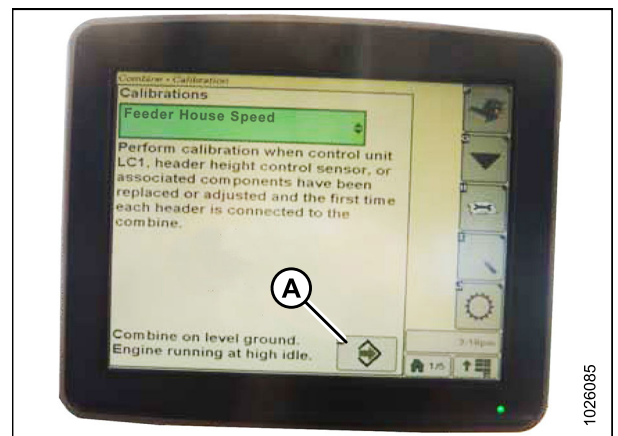 Combine - Calibration
Calibrations
Feeder House Speed
Perform calibration when control unit
LC1, header height control sensor, or
associated components have been
replaced or adjusted and the first time
each header is connected to the
combine.
A
Combine on level ground.
Engine running at high idle.
1/5
1026085